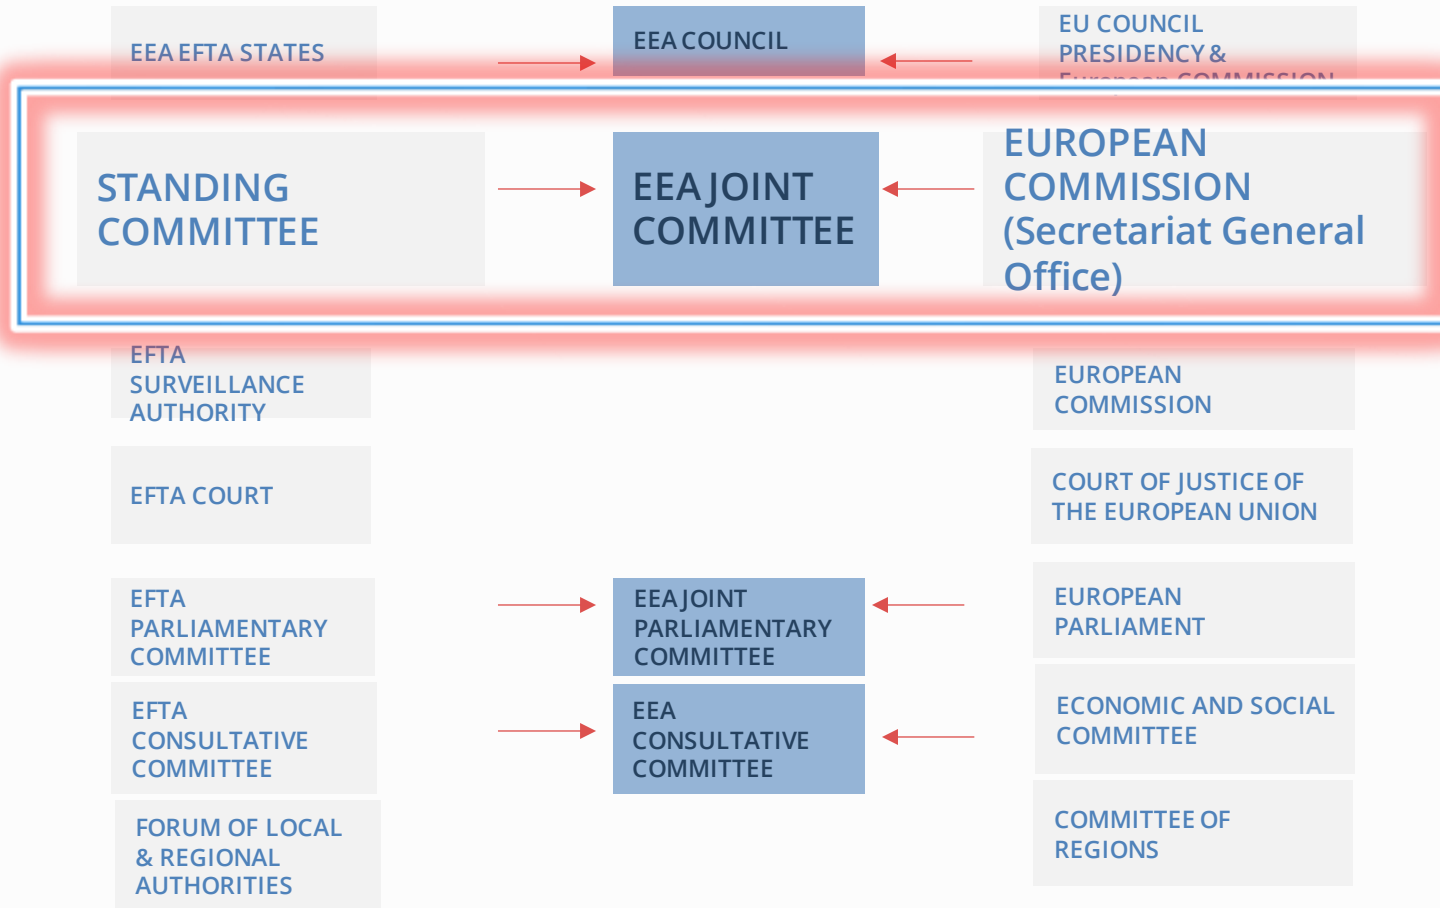 EEA EFTA STATES
EEA COUNCIL
EU COUNCIL
PRESIDENCY &
European COMMISSION
STANDING
COMMITTEE
EEA JOINT
COMMITTEE
EUROPEAN
COMMISSION
(Secretariat General
Office)
EFTA
SURVEILLANCE
AUTHORITY
EUROPEAN
COMMISSION
EFTA COURT
COURT OF JUSTICE OF
THE EUROPEAN UNION
EFTA
PARLIAMENTARY
COMMITTEE
EEA JOINT
PARLIAMENTARY
COMMITTEE
EUROPEAN
PARLIAMENT
EFTA
CONSULTATIVE
COMMITTEE
EEA
CONSULTATIVE
COMMITTEE
ECONOMIC AND SOCIAL
COMMITTEE
FORUM OF LOCAL
& REGIONAL
AUTHORITIES
COMMITTEE OF
REGIONS